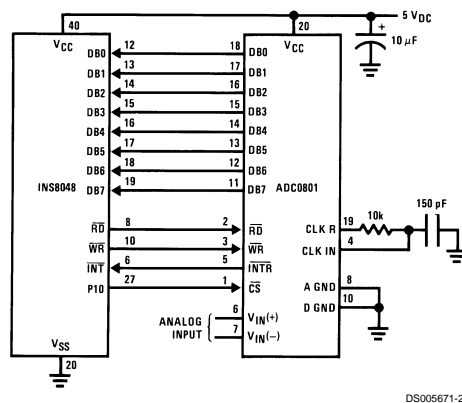 5 VDC
40
20
VCC
VCC
+
10 µF
DB0 12 18 DB0
DB1 13 17 DB1
DB2 14 16 DB2
DB3 15 15 DB3
DB4 16 14 DB4
DB5 17 13 DB5
DB6 18 12 DB6
DB7 19 11 DB7
INS8048
ADC0801
150 pF
RD 8 2 RD
CLK R 19 10k
WR 10 3 WR
CLK IN 4
INT 6 5 INTR
P10 27 1 CS
A GND 8
D GND 10
ANALOG INPUT
6 VIN(+)
7 VIN(−)
VSS
20
DS005671-2